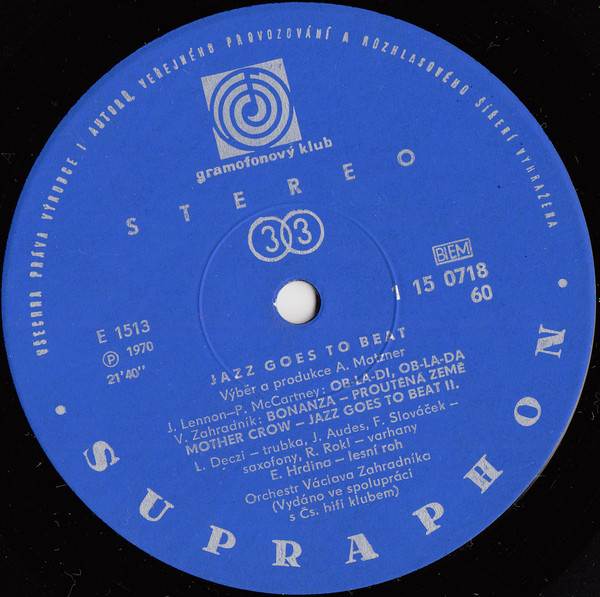 VŠECHNA PRÁVA VÝROBCE I AUTORŮ VEŘEJNÉHO PROVOZOVÁNÍ A ROZHLASOVÉHO ŠÍŘENÍ VYHRAŽENA
gramofonový klub
STEREO
33
BIEM
1 15 0718
60
E 1513
Ⓟ 1970
21'40''
JAZZ GOES TO BEAT
Výběr a produkce A. Matzner
J. Lennon–P. McCartney: OB-LA-DI, OB-LA-DA
V. Zahradník: BONANZA – PROUTĚNÁ ZEMĚ
MOTHER CROW – JAZZ GOES TO BEAT II.
L. Deczi – trubka, J. Audes, F. Slováček –
saxofony, R. Rokl – varhany
E. Hrdina – lesní roh
Orchestr Václava Zahradníka
(Vydáno ve spolupráci
s Čs. hifi klubem)
• SUPRAPHON •